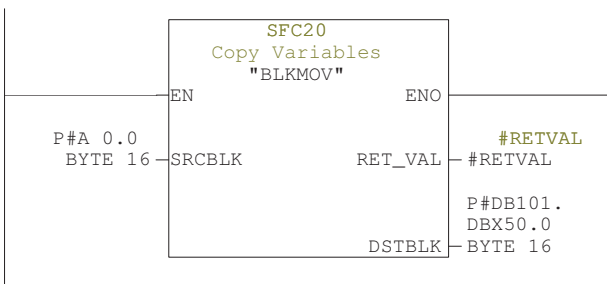 SFC20
Copy Variables
"BLKMOV"
EN ENO
P#A 0.0 #RETVAL
BYTE 16 SRCBLK RET_VAL #RETVAL
P#DB101.
DBX50.0
DSTBLK BYTE 16